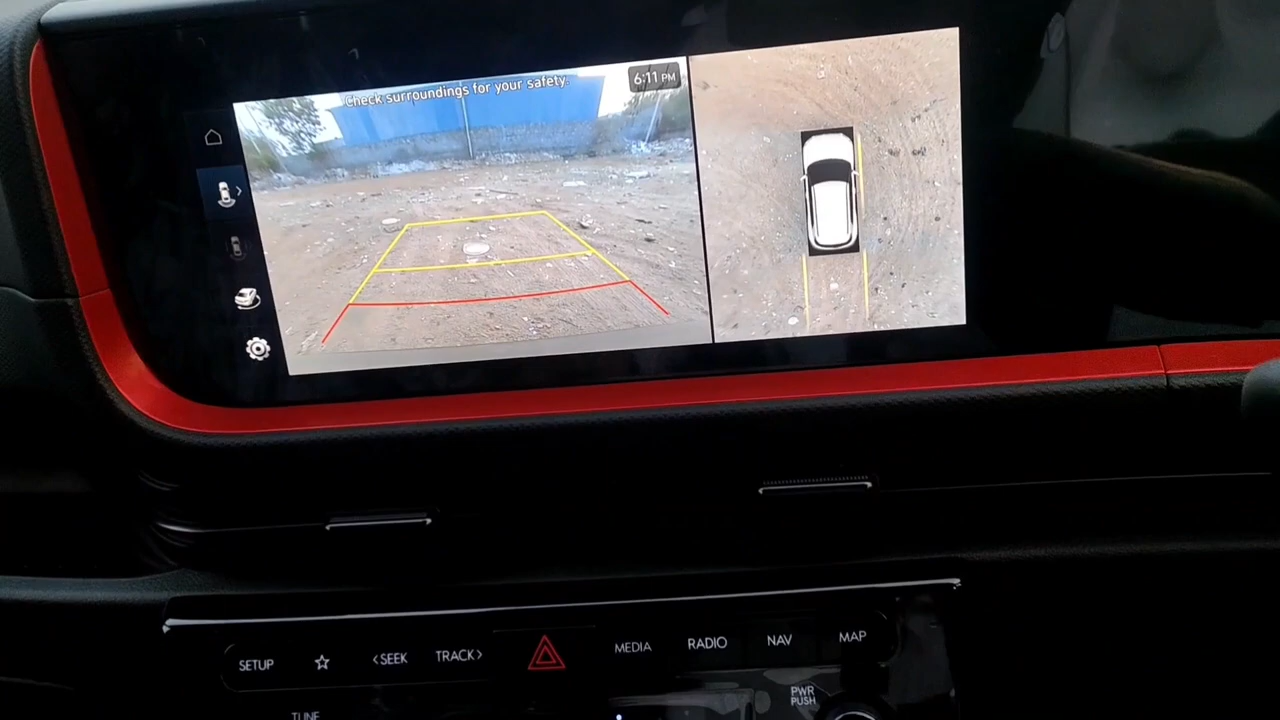 Check surroundings for your safety.
6:11 PM
SETUP
<SEEK
TRACK>
MEDIA
RADIO
NAV
MAP
PWR
PUSH
TUNE